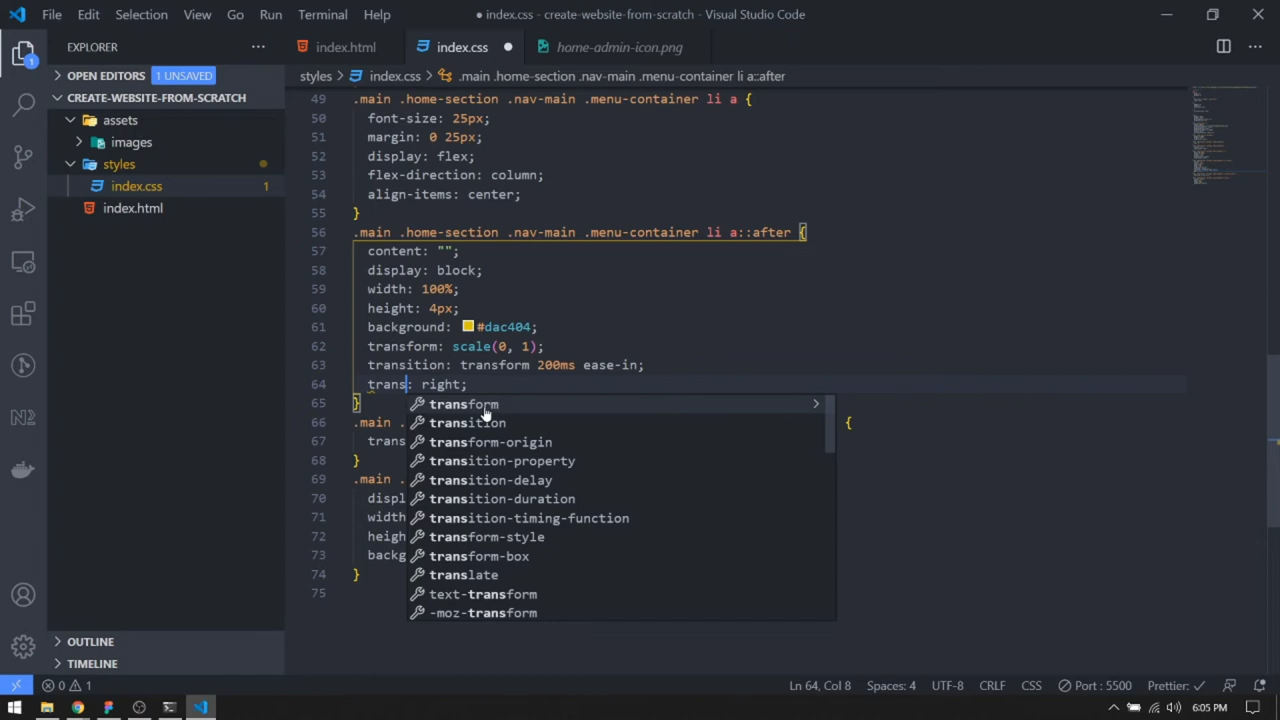 File Edit Selection View Go Run Terminal Help
● index.css - create-website-from-scratch - Visual Studio Code
EXPLORER
index.html
index.css
home-admin-icon.png
1
OPEN EDITORS 1 UNSAVED
styles > index.css > .main .home-section .nav-main .menu-container li a::after
CREATE-WEBSITE-FROM-SCRATCH
assets
images
styles
index.css 1
index.html
49 .main .home-section .nav-main .menu-container li a {
50 font-size: 25px;
51 margin: 0 25px;
52 display: flex;
53 flex-direction: column;
54 align-items: center;
55 }
56 .main .home-section .nav-main .menu-container li a::after {
57 content: "";
58 display: block;
59 width: 100%;
60 height: 4px;
61 background: #dac404;
62 transform: scale(0, 1);
63 transition: transform 200ms ease-in;
64 trans: right;
65 }
66 .main . {
67 trans
68 }
69 .main .
70 displ
71 width
72 heigh
73 backg
74 }
75
transform
transition
transform-origin
transition-property
transition-delay
transition-duration
transition-timing-function
transform-style
transform-box
translate
text-transform
-moz-transform
OUTLINE
TIMELINE
0 1
Ln 64, Col 8 Spaces: 4 UTF-8 CRLF CSS Port : 5500 Prettier: ✓
6:05 PM